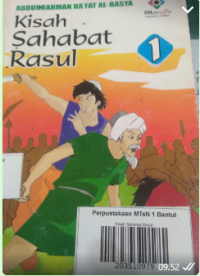 ABDURRAHMAN RA'FAT AL-BASYA
Kisah
Sahabat
Rasul
1
Perpustakaan MTsN 1 Bantul
Kisah Sahabat Rasul
09.52